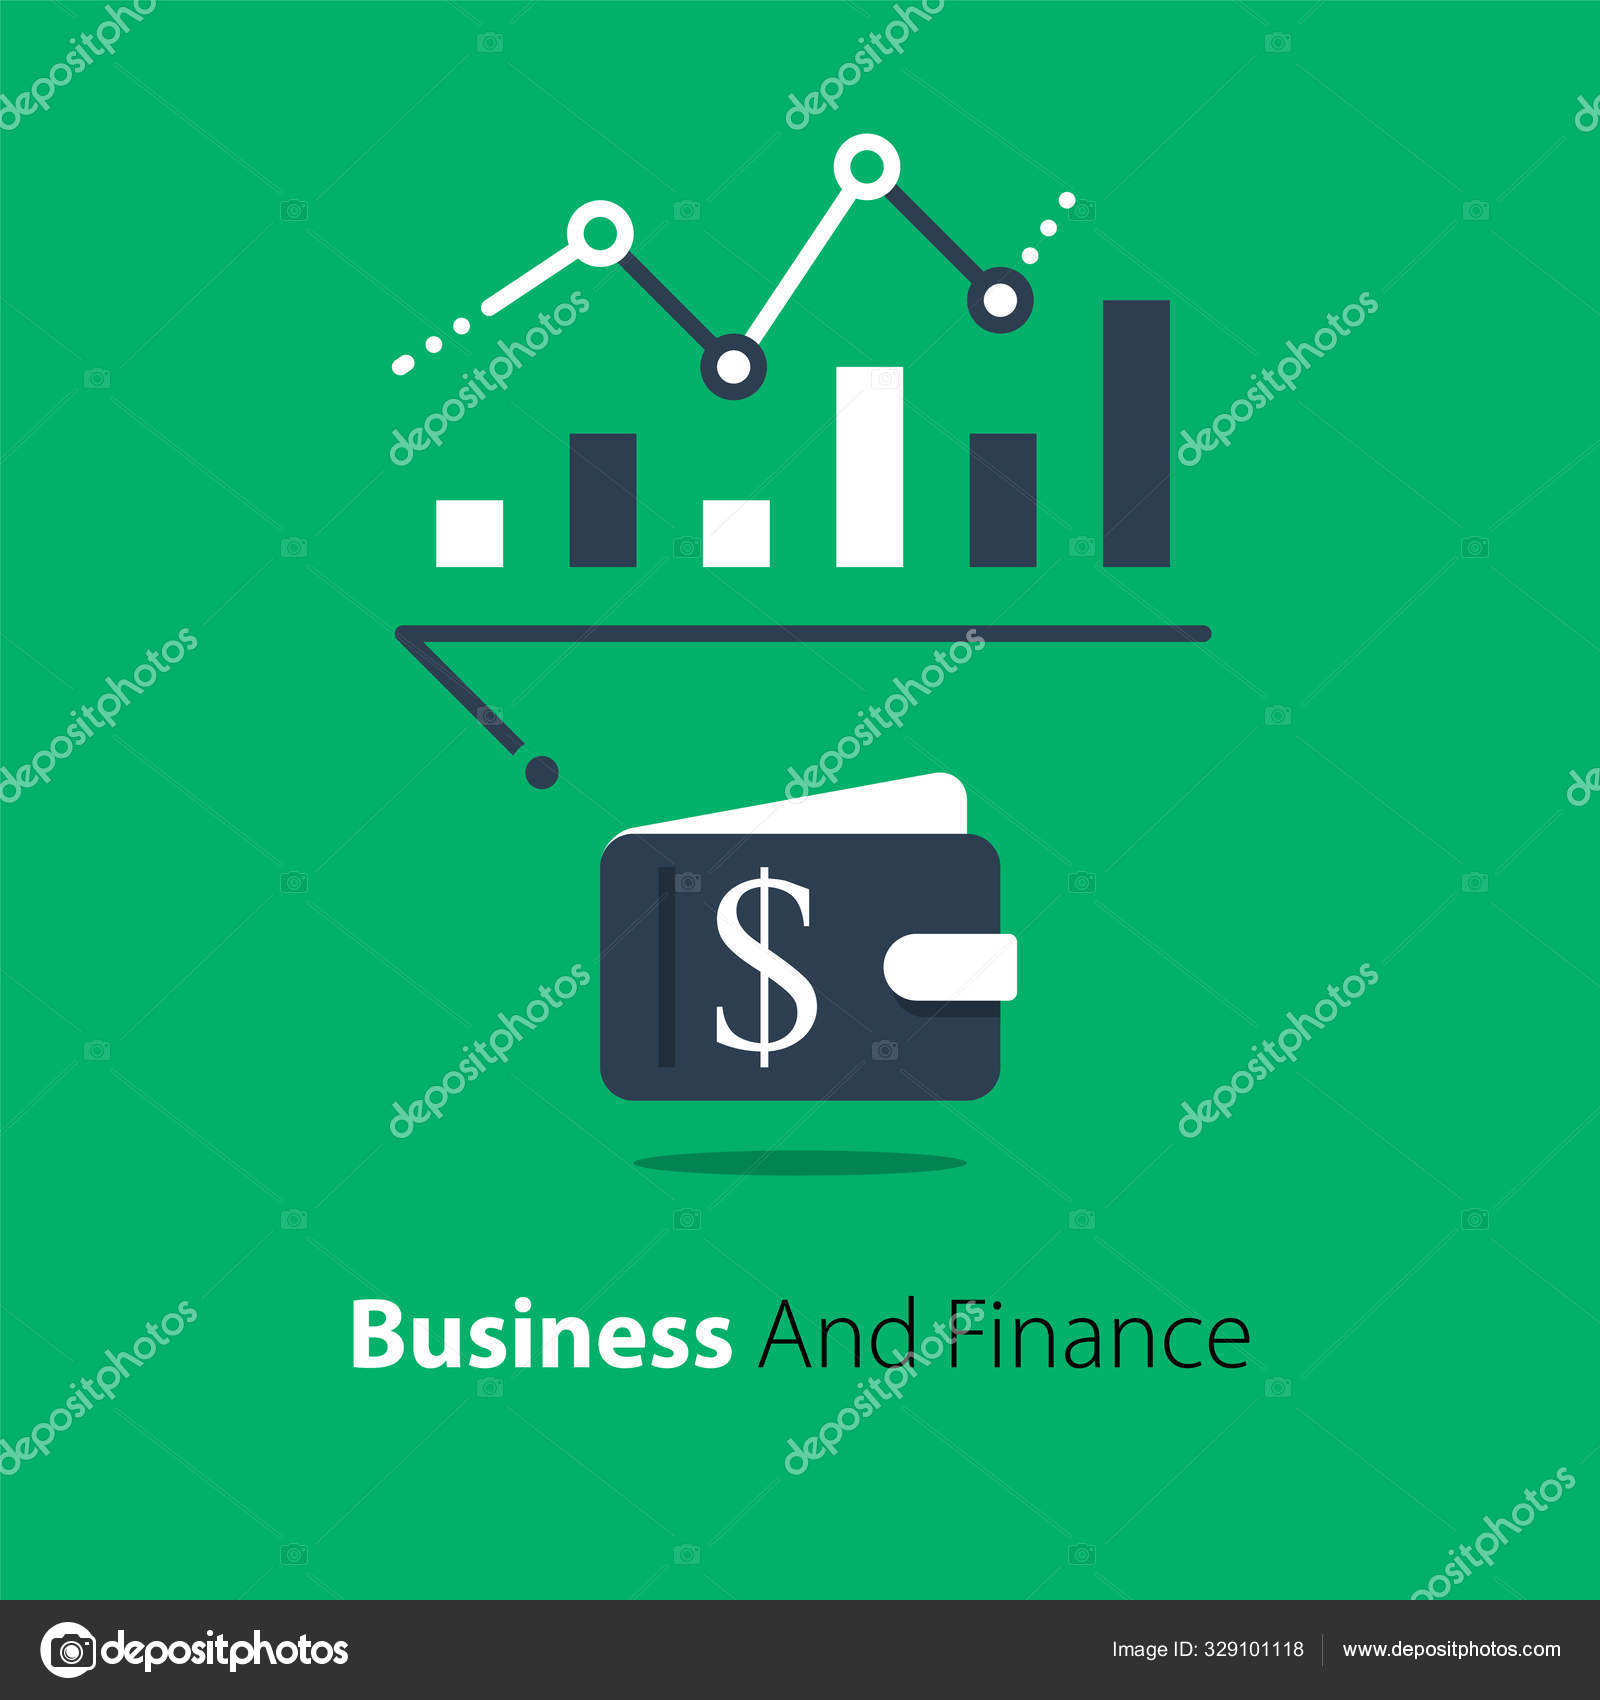 $
Business And Finance
depositphotos
Image ID: 329101118 www.depositphotos.com